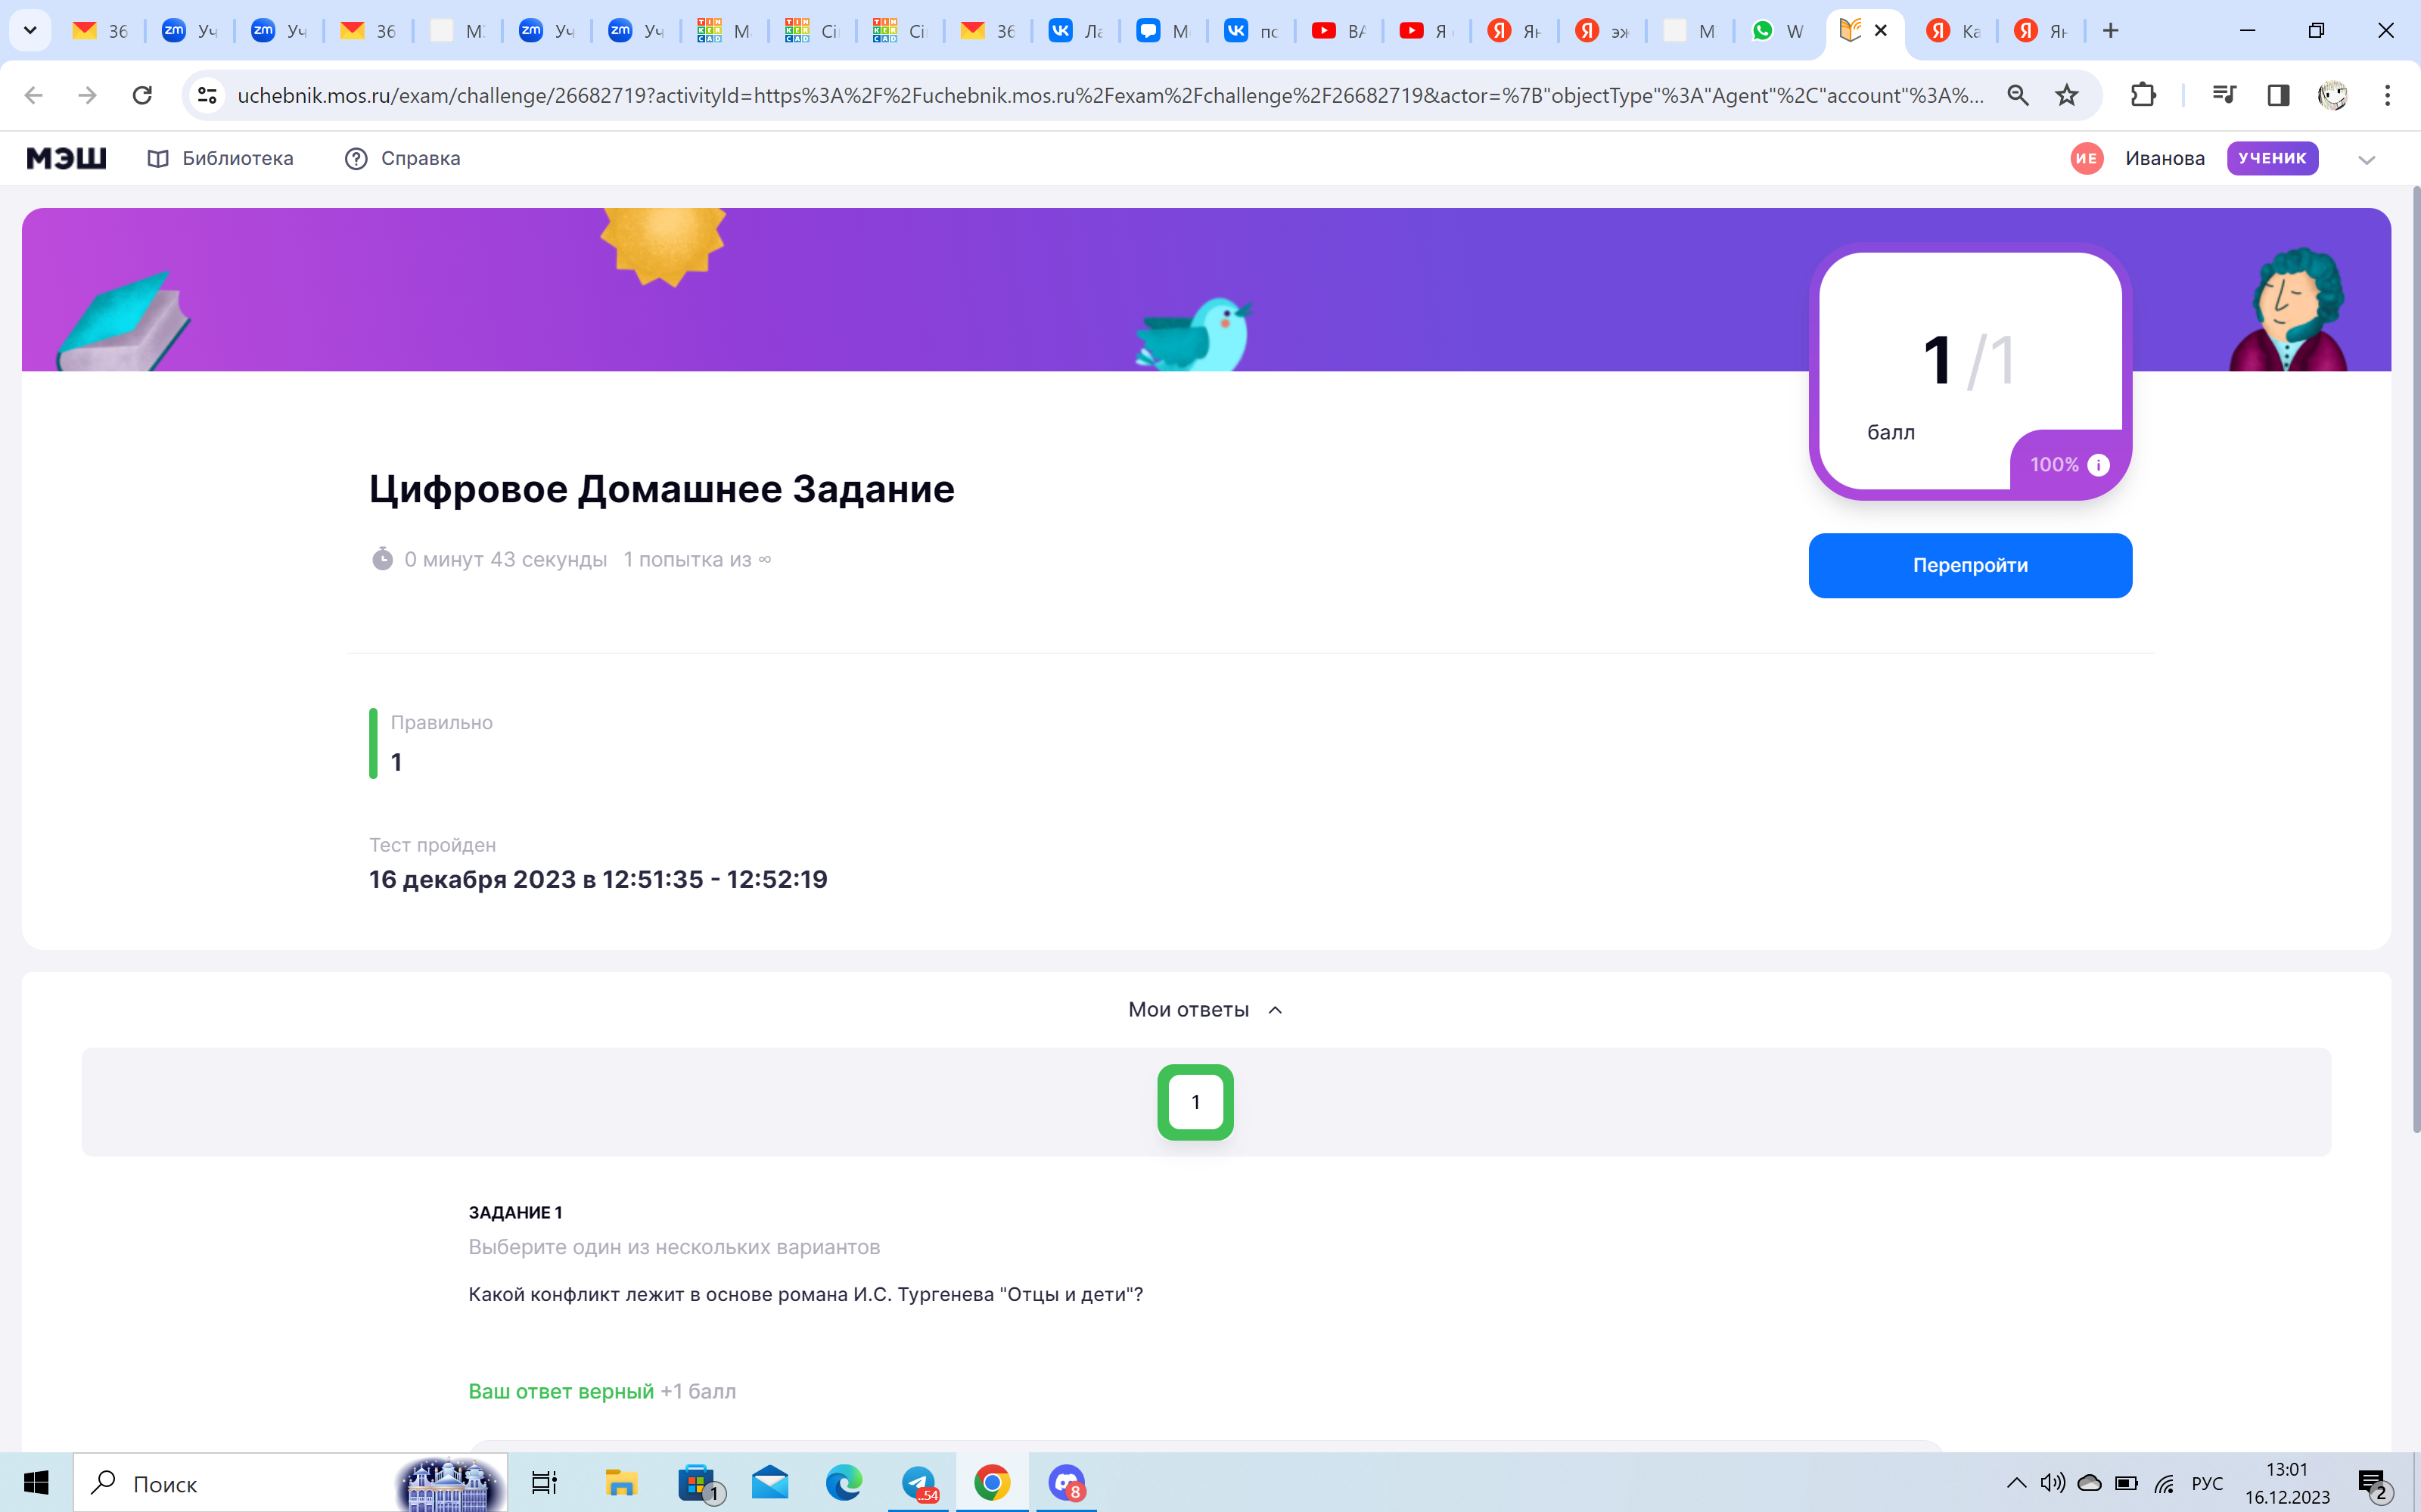 36
Уч
Уч
36
МЭ
Уч
Уч
M
Ci
Ci
36
Ла
М
по
ВА
Я
Ян
эж
М
W
Ка
Ян
uchebnik.mos.ru/exam/challenge/26682719?activityId=https%3A%2F%2Fuchebnik.mos.ru%2Fexam%2Fchallenge%2F26682719&actor=%7B"objectType"%3A"Agent"%2C"account"%3A%...
МЭШ
Библиотека
Справка
ИЕ
Иванова
УЧЕНИК
1 /1
балл
100%
Цифровое Домашнее Задание
0 минут 43 секунды 1 попытка из ∞
Перепройти
Правильно
1
Тест пройден
16 декабря 2023 в 12:51:35 - 12:52:19
Мои ответы
1
ЗАДАНИЕ 1
Выберите один из нескольких вариантов
Какой конфликт лежит в основе романа И.С. Тургенева "Отцы и дети"?
Ваш ответ верный +1 балл
Поиск
1
..54
8
РУС
13:01
16.12.2023
2